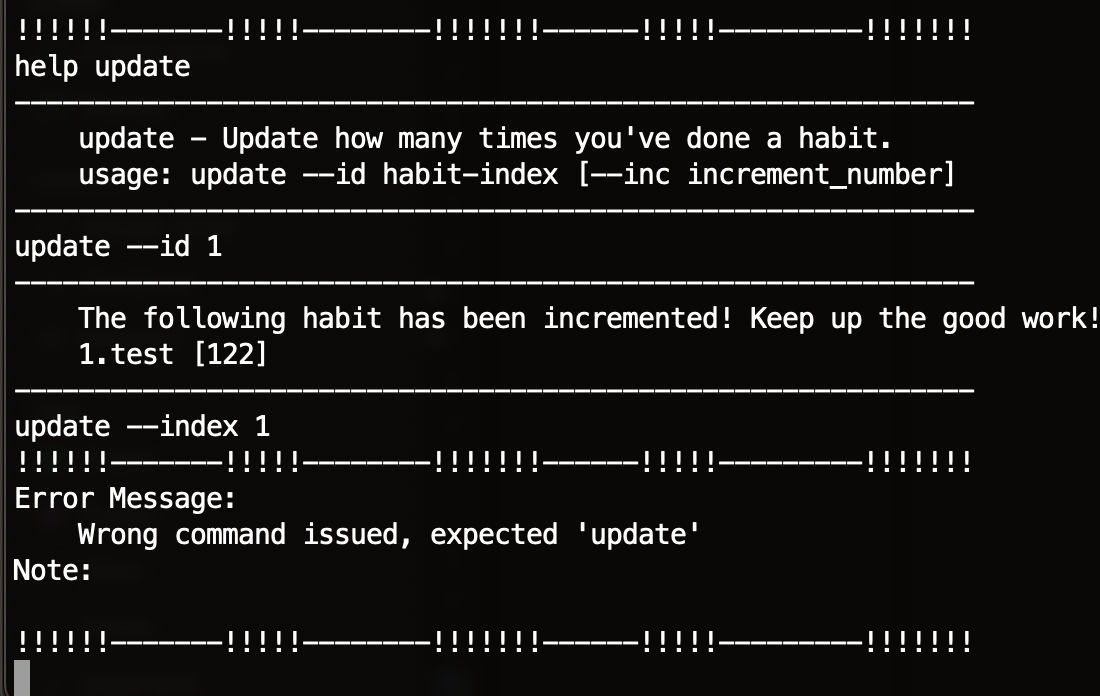 !!!!!!-------!!!!!--------!!!!!!!------!!!!!---------!!!!!!!
help update
------------------------------------------------------------
    update - Update how many times you've done a habit.
    usage: update --id habit-index [--inc increment_number]
------------------------------------------------------------
update --id 1
------------------------------------------------------------
    The following habit has been incremented! Keep up the good work!
    1.test [122]
------------------------------------------------------------
update --index 1
!!!!!!-------!!!!!--------!!!!!!!------!!!!!---------!!!!!!!
Error Message:
    Wrong command issued, expected 'update'
Note:
!!!!!!-------!!!!!--------!!!!!!!------!!!!!---------!!!!!!!